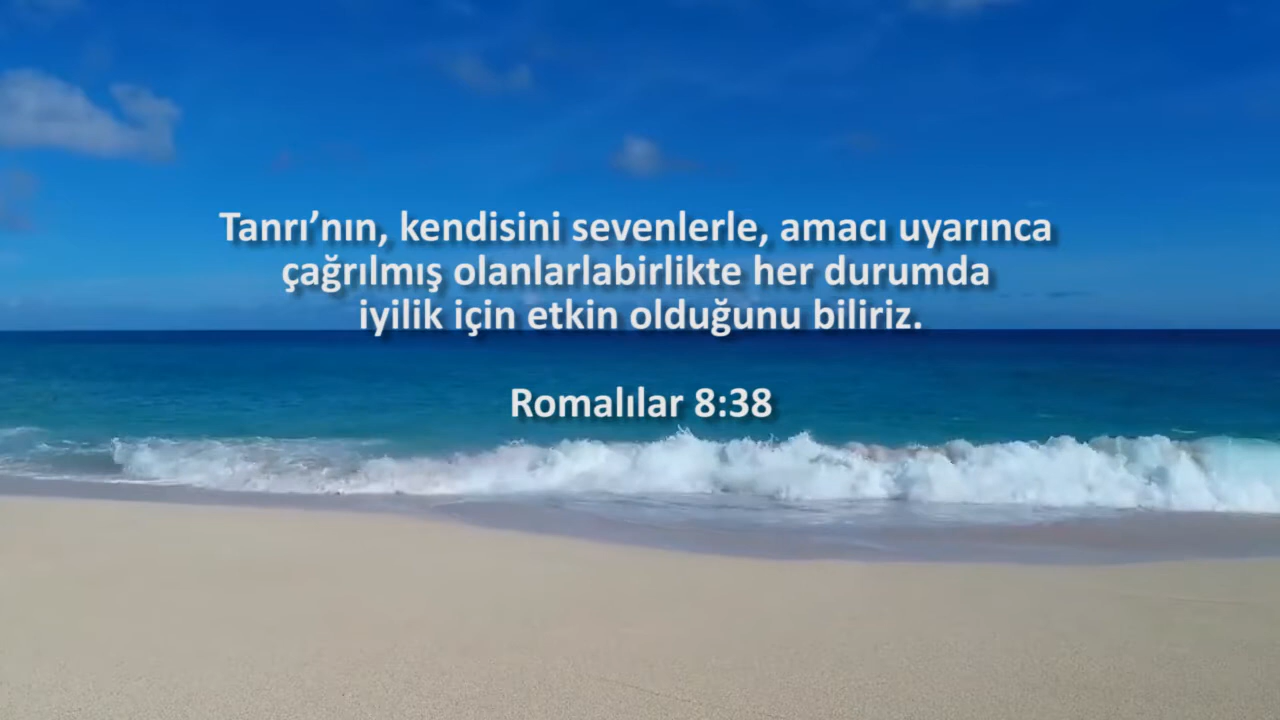 Tanrı’nın, kendisini sevenlerle, amacı uyarınca
çağrılmış olanlarlabirlikte her durumda
iyilik için etkin olduğunu biliriz.
Romalılar 8:38